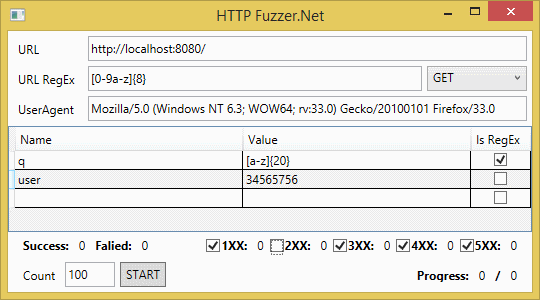 HTTP Fuzzer.Net
URL http://localhost:8080/
URL RegEx [0-9a-z]{8} GET
UserAgent Mozilla/5.0 (Windows NT 6.3; WOW64; rv:33.0) Gecko/20100101 Firefox/33.0
Name Value Is RegEx
q [a-z]{20}
user 34565756
Success: 0 Falied: 0 1XX: 0 2XX: 0 3XX: 0 4XX: 0 5XX: 0
Count 100 START Progress: 0 / 0